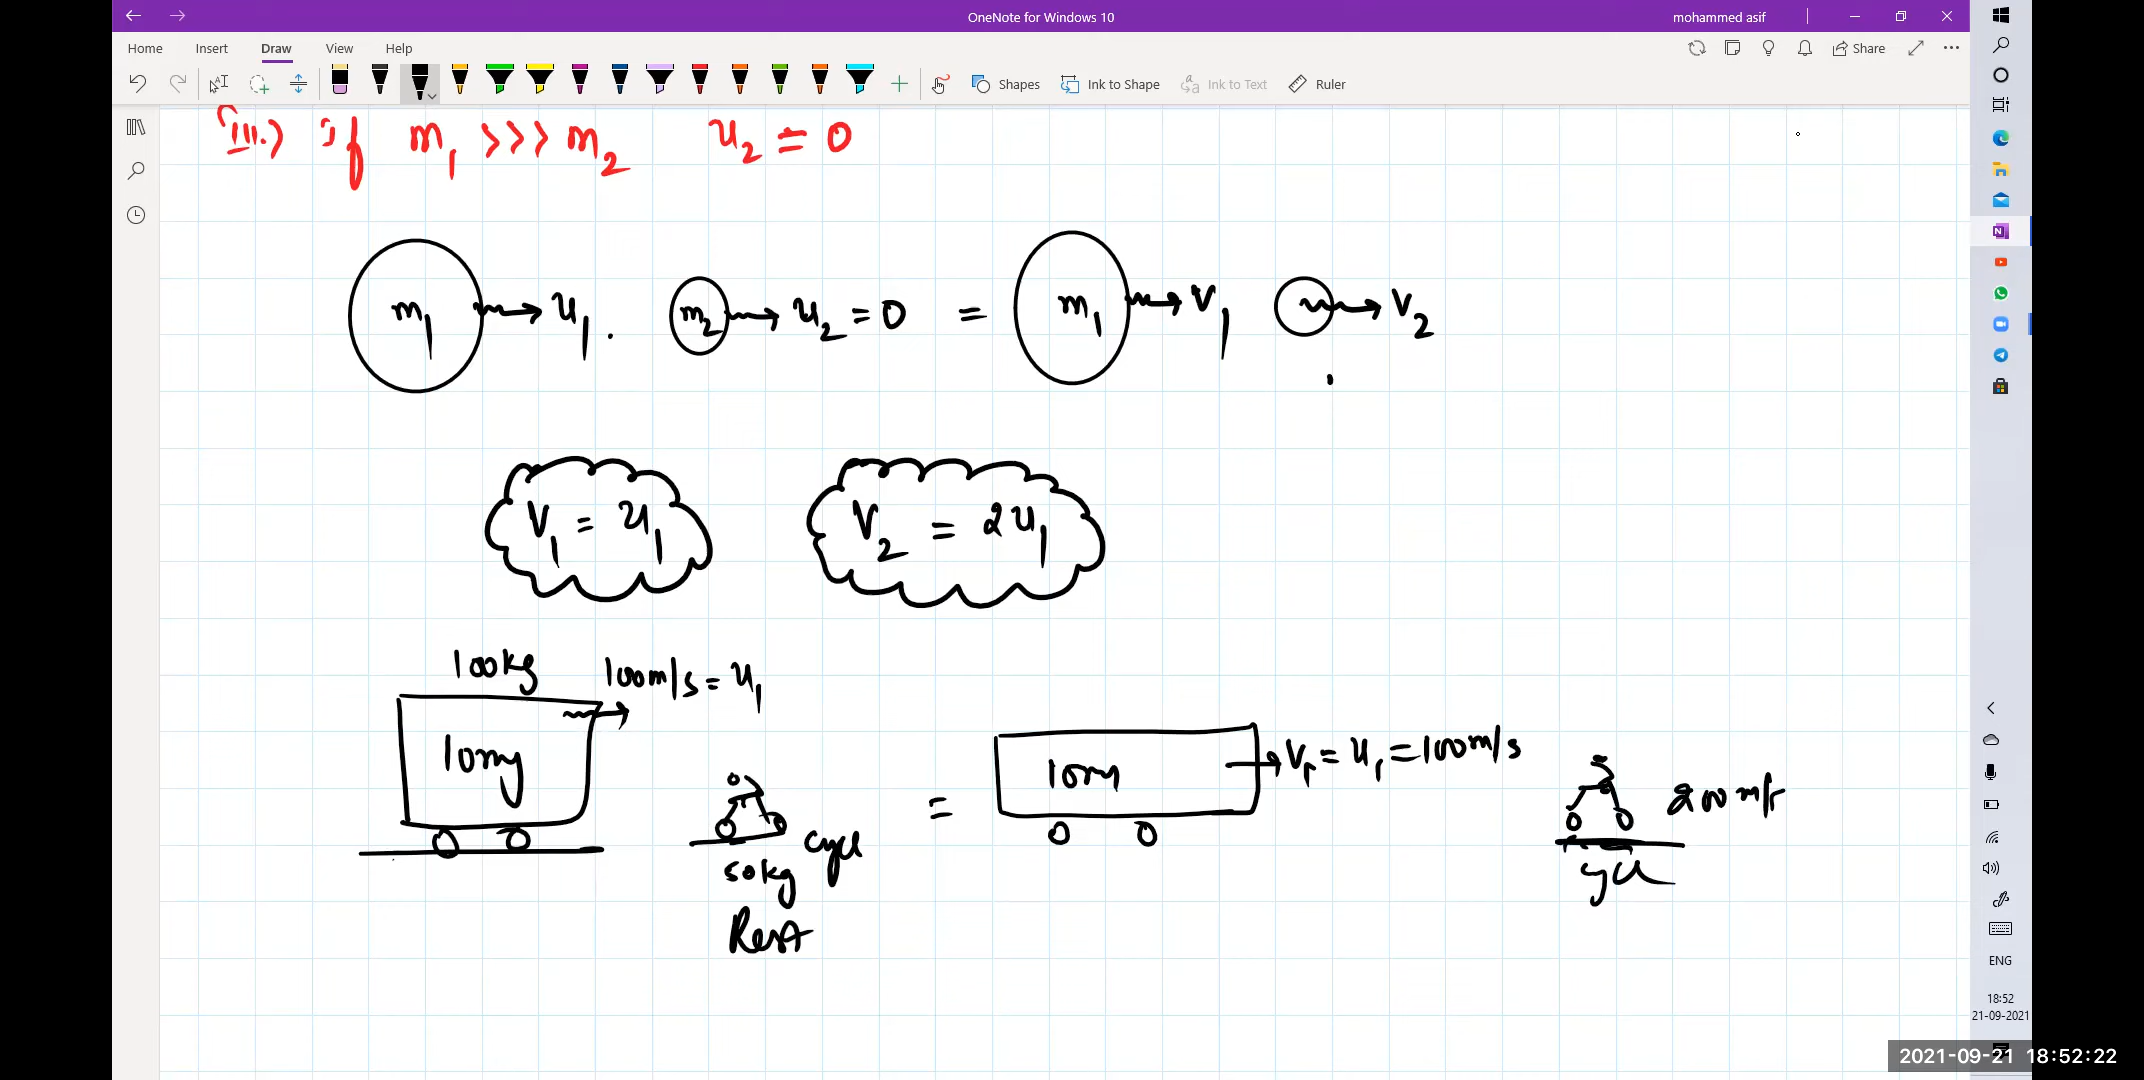 OneNote for Windows 10
mohammed asif
Home Insert Draw View Help
Share
Shapes Ink to Shape Ink to Text Ruler
(iii.) if m1 >>> m2 u2 = 0
m1 → u1. m2 → u2 = 0 = m1 → V1 → V2
V1 = u1 V2 = 2u1
100kg 100m/s = u1
= V1 = u1 = 100m/s 200 m/s
cycle
50kg
Rest
ENG
18:52
21-09-2021
2021-09-21 18:52:22